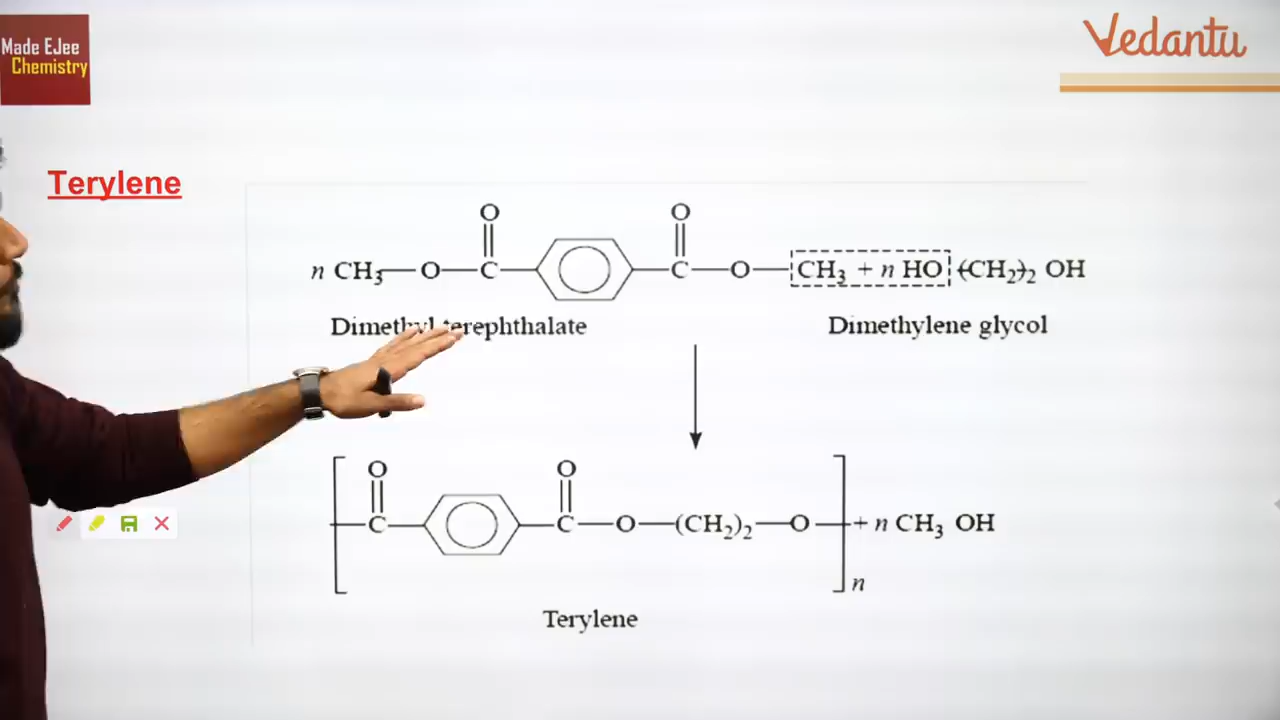 Made EJee
Chemistry
Vedantu
Terylene
O O
n CH₃—O—C C—O—CH₃ + n HO (CH₂)₂ OH
Dimethyl terephthalate Dimethylene glycol
O O
C C—O—(CH₂)₂—O + n CH₃ OH
n
Terylene